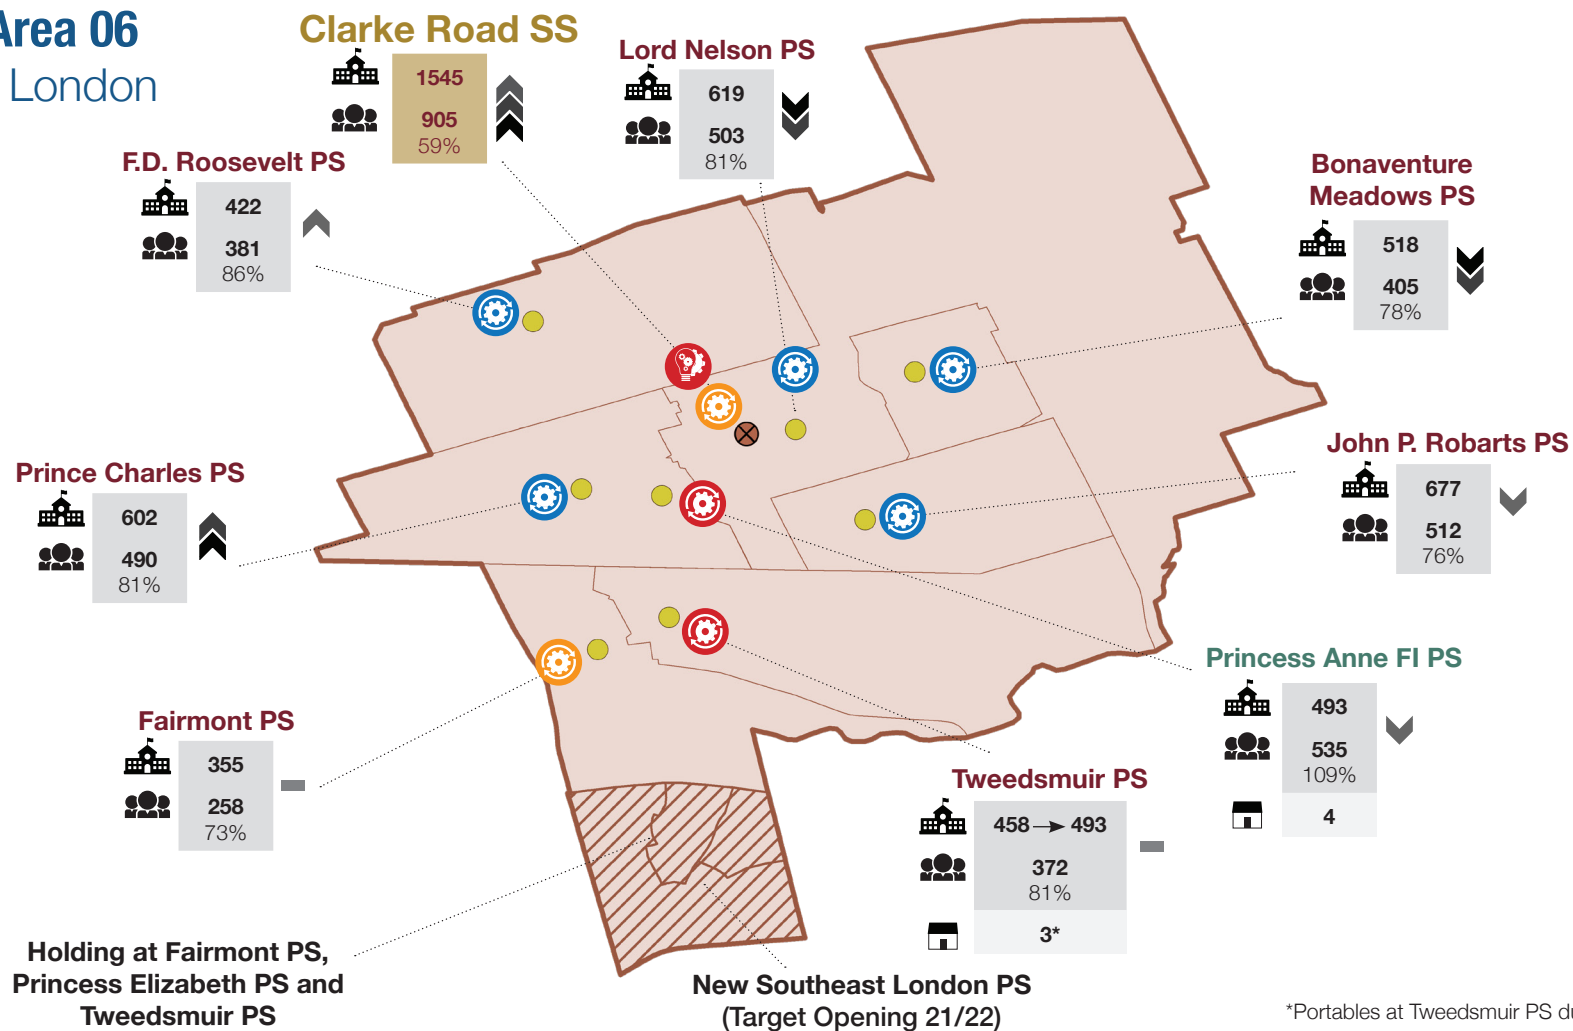 Area 06
London
Clarke Road SS
1545
905
59%
Lord Nelson PS
619
503
81%
F.D. Roosevelt PS
422
381
86%
Bonaventure
Meadows PS
518
405
78%
Prince Charles PS
602
490
81%
John P. Robarts PS
677
512
76%
Princess Anne FI PS
493
535
109%
4
Fairmont PS
355
258
73%
Tweedsmuir PS
458 → 493
372
81%
3*
Holding at Fairmont PS,
Princess Elizabeth PS and
Tweedsmuir PS
New Southeast London PS
(Target Opening 21/22)
*Portables at Tweedsmuir PS du